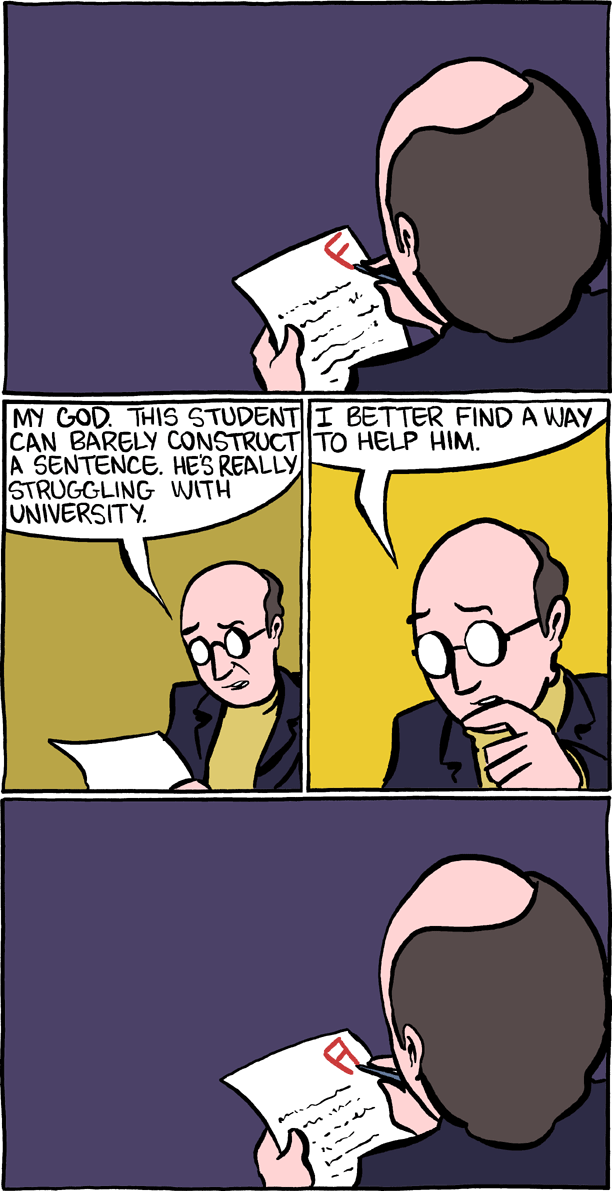 F
MY GOD. THIS STUDENT
CAN BARELY CONSTRUCT
A SENTENCE. HE'S REALLY
STRUGGLING WITH
UNIVERSITY.
I BETTER FIND A WAY
TO HELP HIM.
A